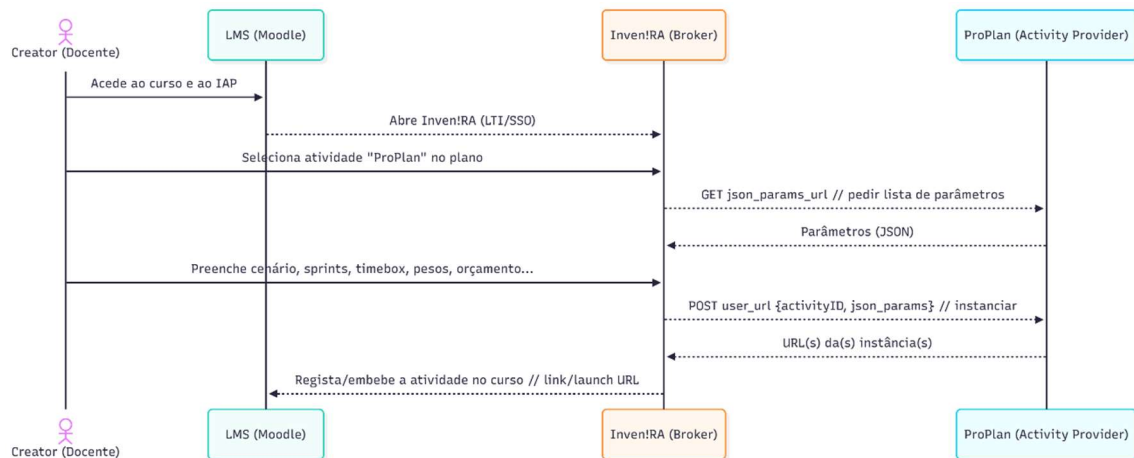 Creator (Docente)
LMS (Moodle)
Inven!RA (Broker)
ProPlan (Activity Provider)
Acede ao curso e ao IAP
Abre Inven!RA (LTI/SSO)
Seleciona atividade "ProPlan" no plano
GET json_params_url // pedir lista de parâmetros
Parâmetros (JSON)
Preenche cenário, sprints, timebox, pesos, orçamento...
POST user_url {activityID, json_params} // instanciar
URL(s) da(s) instância(s)
Regista/embebe a atividade no curso // link/launch URL
Creator (Docente)
LMS (Moodle)
Inven!RA (Broker)
ProPlan (Activity Provider)